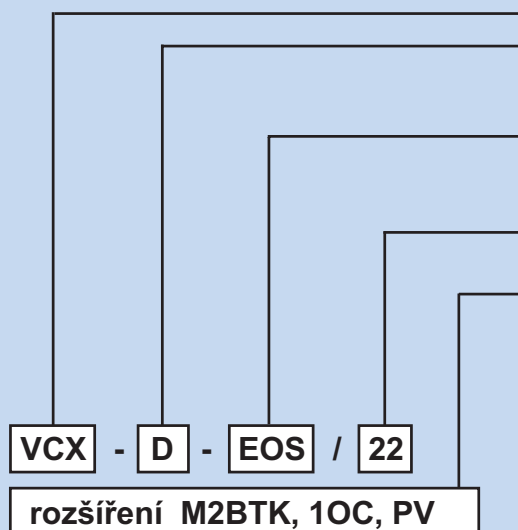 VCX - D - EOS / 22
rozšíření M2BTK, 1OC, PV